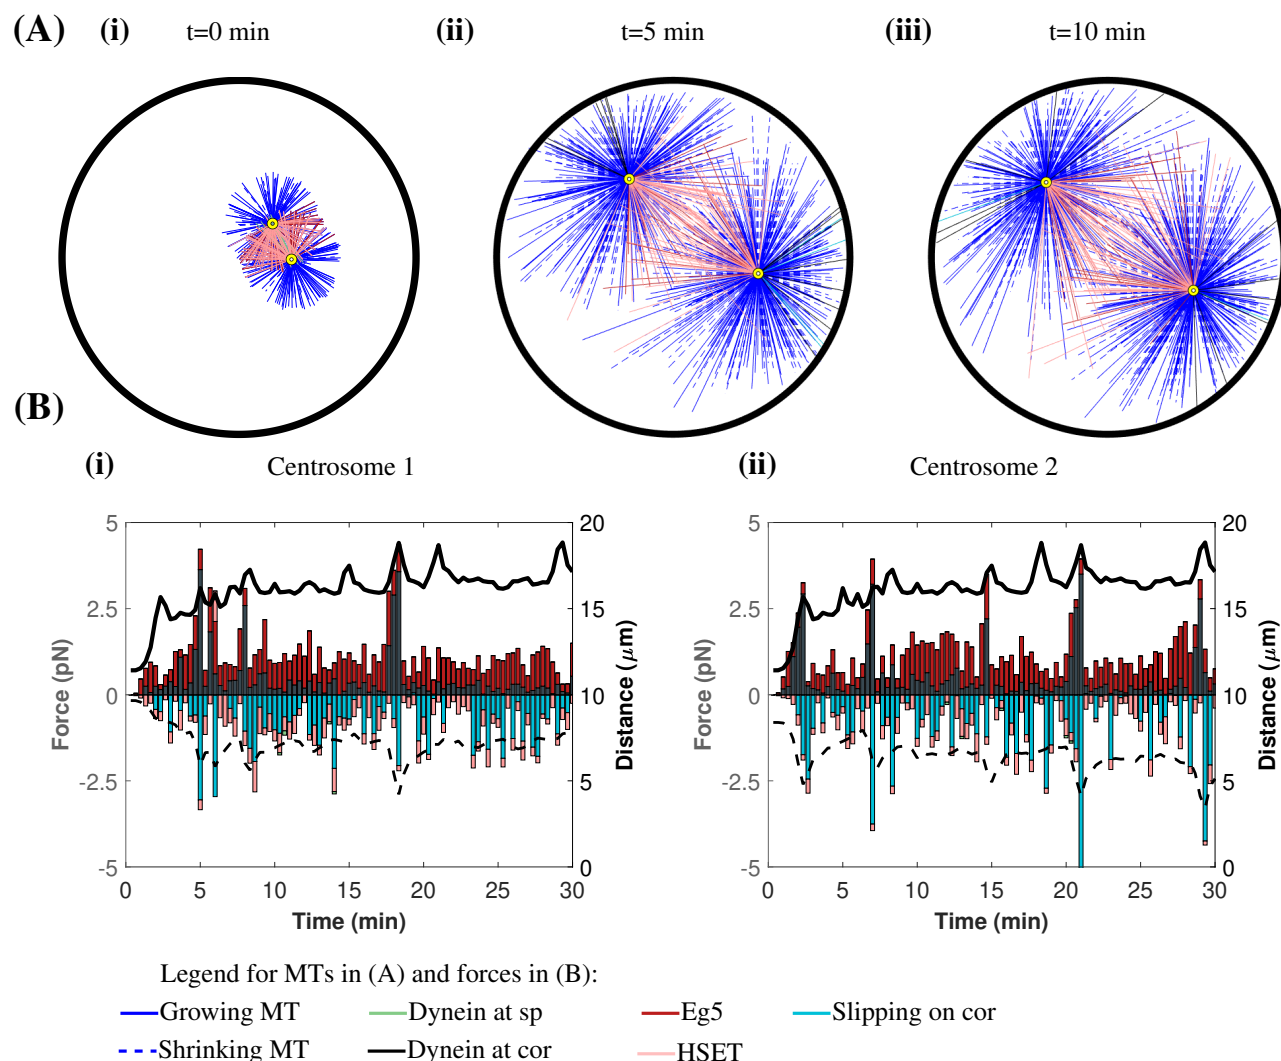 (A) (i) t=0 min (ii) t=5 min (iii) t=10 min
(B)
(i) Centrosome 1 (ii) Centrosome 2
5 20 5 20
2.5 15 2.5 15
0 10 0 10
-2.5 5 -2.5 5
-5 0 -5 0
Force (pN) Distance (μm) Force (pN) Distance (μm)
0 5 10 15 20 25 30 0 5 10 15 20 25 30
Time (min) Time (min)
Legend for MTs in (A) and forces in (B):
Growing MT Dynein at sp Eg5 Slipping on cor
Shrinking MT Dynein at cor HSET